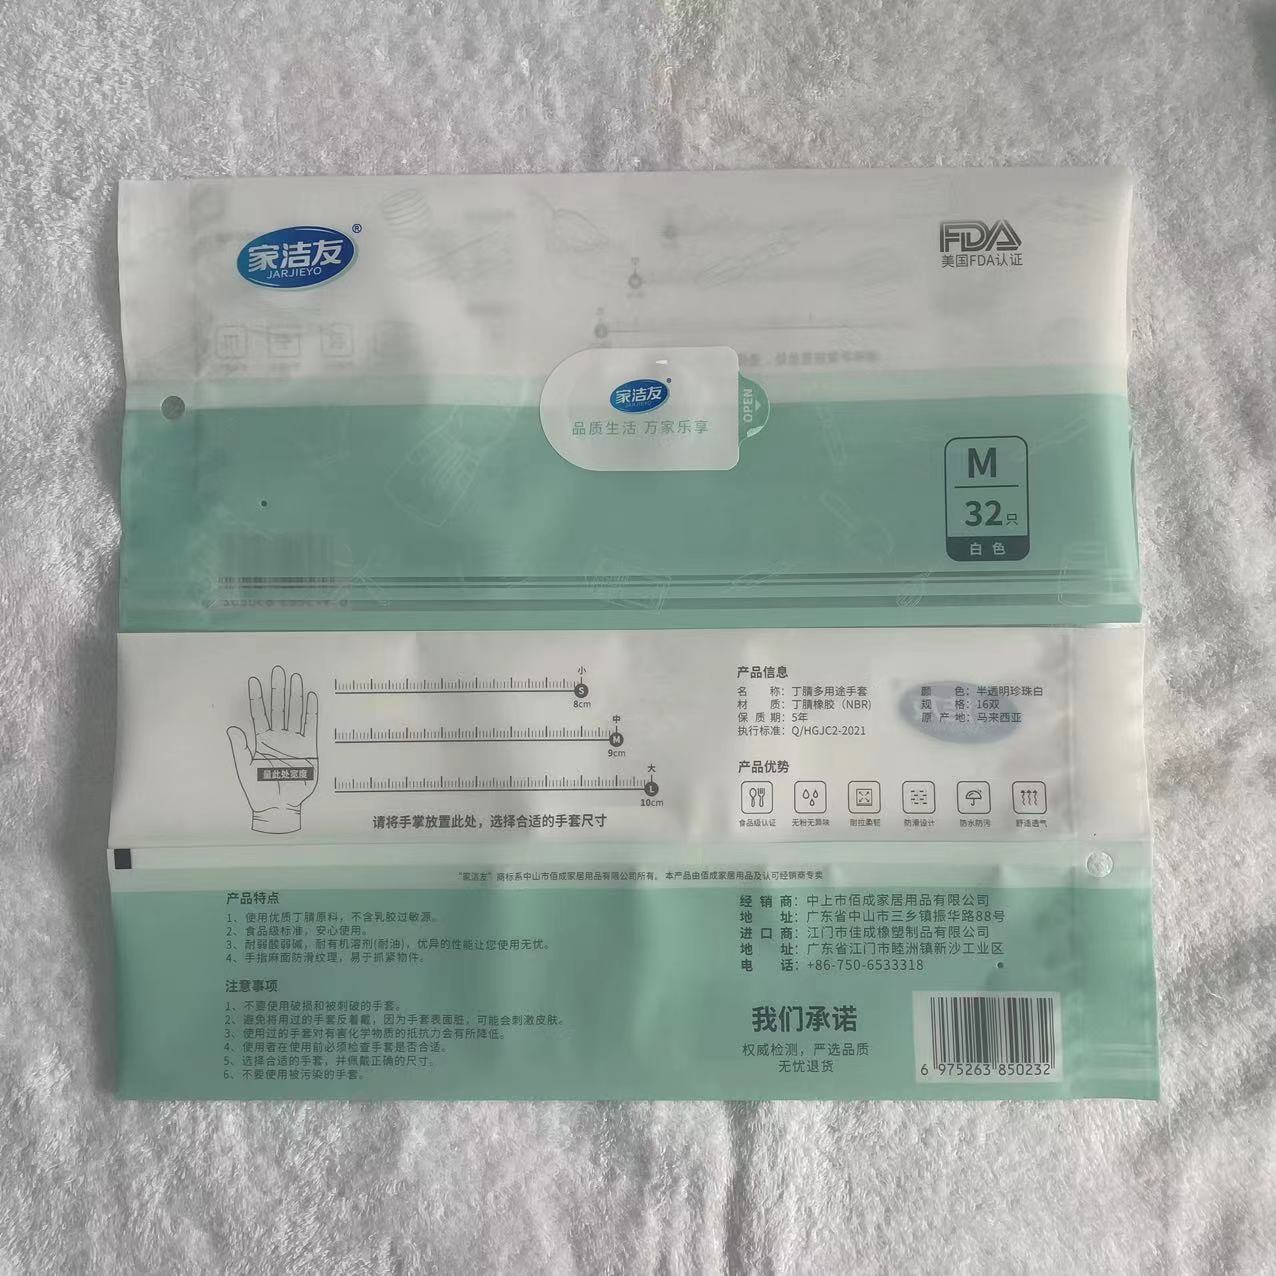 家洁友®
JARJIEYO
FDA
美国FDA认证
家洁友
JARJIEYO
品质生活 万家乐享
OPEN
M
32只
白色
小
S
8cm
中
M
9cm
大
L
10cm
量此处宽度
请将手掌放置此处，选择合适的手套尺寸
产品信息
名 称：丁腈多用途手套
材 质：丁腈橡胶（NBR)
保 质 期：5年
执行标准：Q/HGJC2-2021
颜 色：半透明珍珠白
规 格：16双
原 产 地：马来西亚
产品优势
食品级认证
无粉无异味
耐拉柔韧
防滑设计
防水防污
舒适透气
“家洁友”商标系中山市佰成家居用品有限公司所有。 本产品由佰成家居用品及认可经销商专卖
产品特点
1、使用优质丁腈原料，不含乳胶过敏源。
2、食品级标准，安心使用。
3、耐弱酸弱碱，耐有机溶剂(耐油)，优异的性能让您使用无忧。
4、手指麻面防滑纹理，易于抓紧物件。
注意事项
1、不要使用破损和被刺破的手套。
2、避免将用过的手套反着戴，因为手套表面脏，可能会刺激皮肤。
3、使用过的手套对有害化学物质的抵抗力会有所降低。
4、使用者在使用前必须检查手套是否合适。
5、选择合适的手套，并佩戴正确的尺寸。
6、不要使用被污染的手套。
经 销 商：中上市佰成家居用品有限公司
地 址：广东省中山市三乡镇振华路88号
进 口 商：江门市佳成橡塑制品有限公司
地 址：广东省江门市睦洲镇新沙工业区
电 话：+86-750-6533318
我们承诺
权威检测，严选品质
无忧退货
6 975263 850232